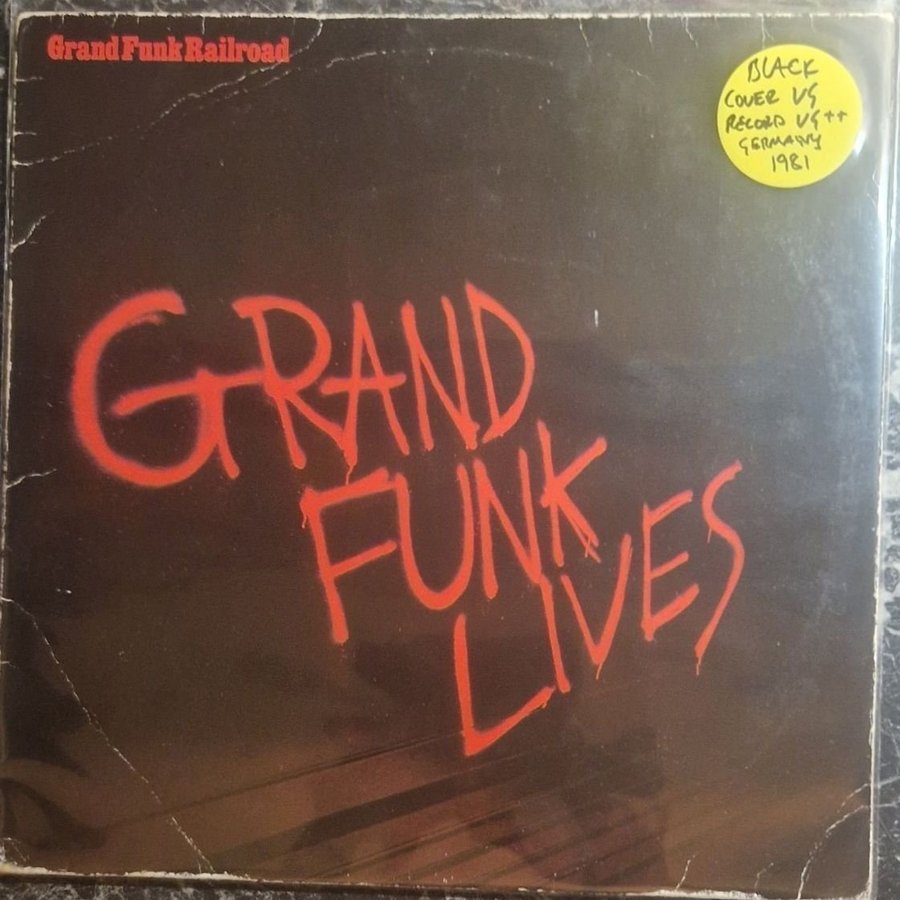 Grand Funk Railroad
BLACK
COVER VG
RECORD VG++
GERMANY
1981
GRAND
FUNK
LIVES